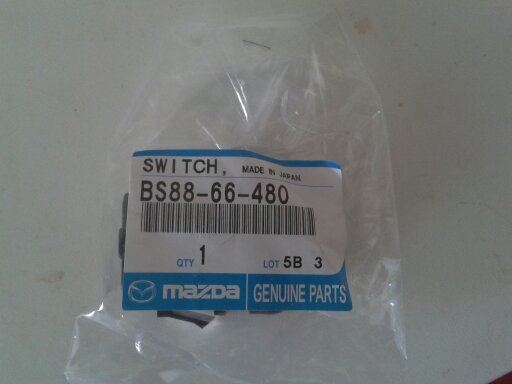 SWITCH, MADE IN JAPAN
BS88-66-480
QTY 1 LOT 5B 3
mazda GENUINE PARTS